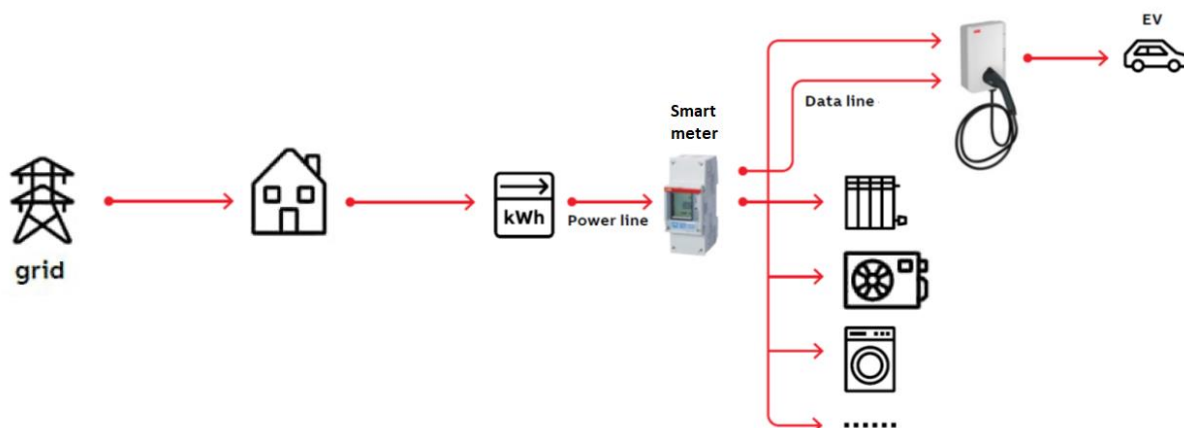 EV
Data line
Smart
meter
kWh
Power line
grid
......